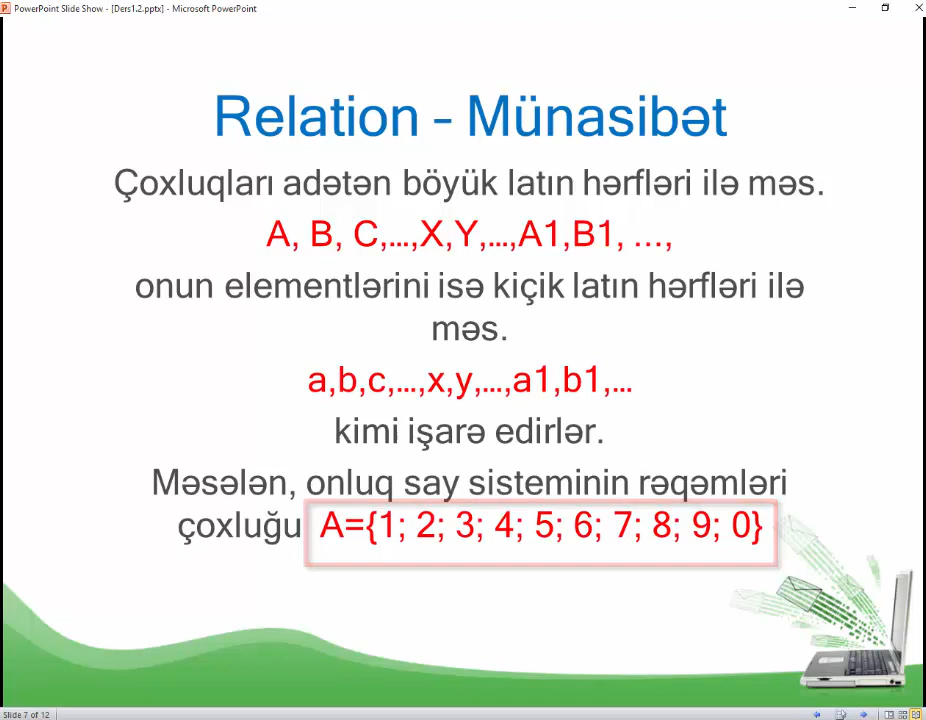 PowerPoint Slide Show - [Ders1.2.pptx] - Microsoft PowerPoint
Relation – Münasibət
Çoxluqları adətən böyük latın hərfləri ilə məs.
A, B, C,...,X,Y,...,A1,B1, ...,
onun elementlərini isə kiçik latın hərfləri ilə
məs.
a,b,c,...,x,y,...,a1,b1,...
kimi işarə edirlər.
Məsələn, onluq say sisteminin rəqəmləri
çoxluğu A={1; 2; 3; 4; 5; 6; 7; 8; 9; 0}
Slide 7 of 12